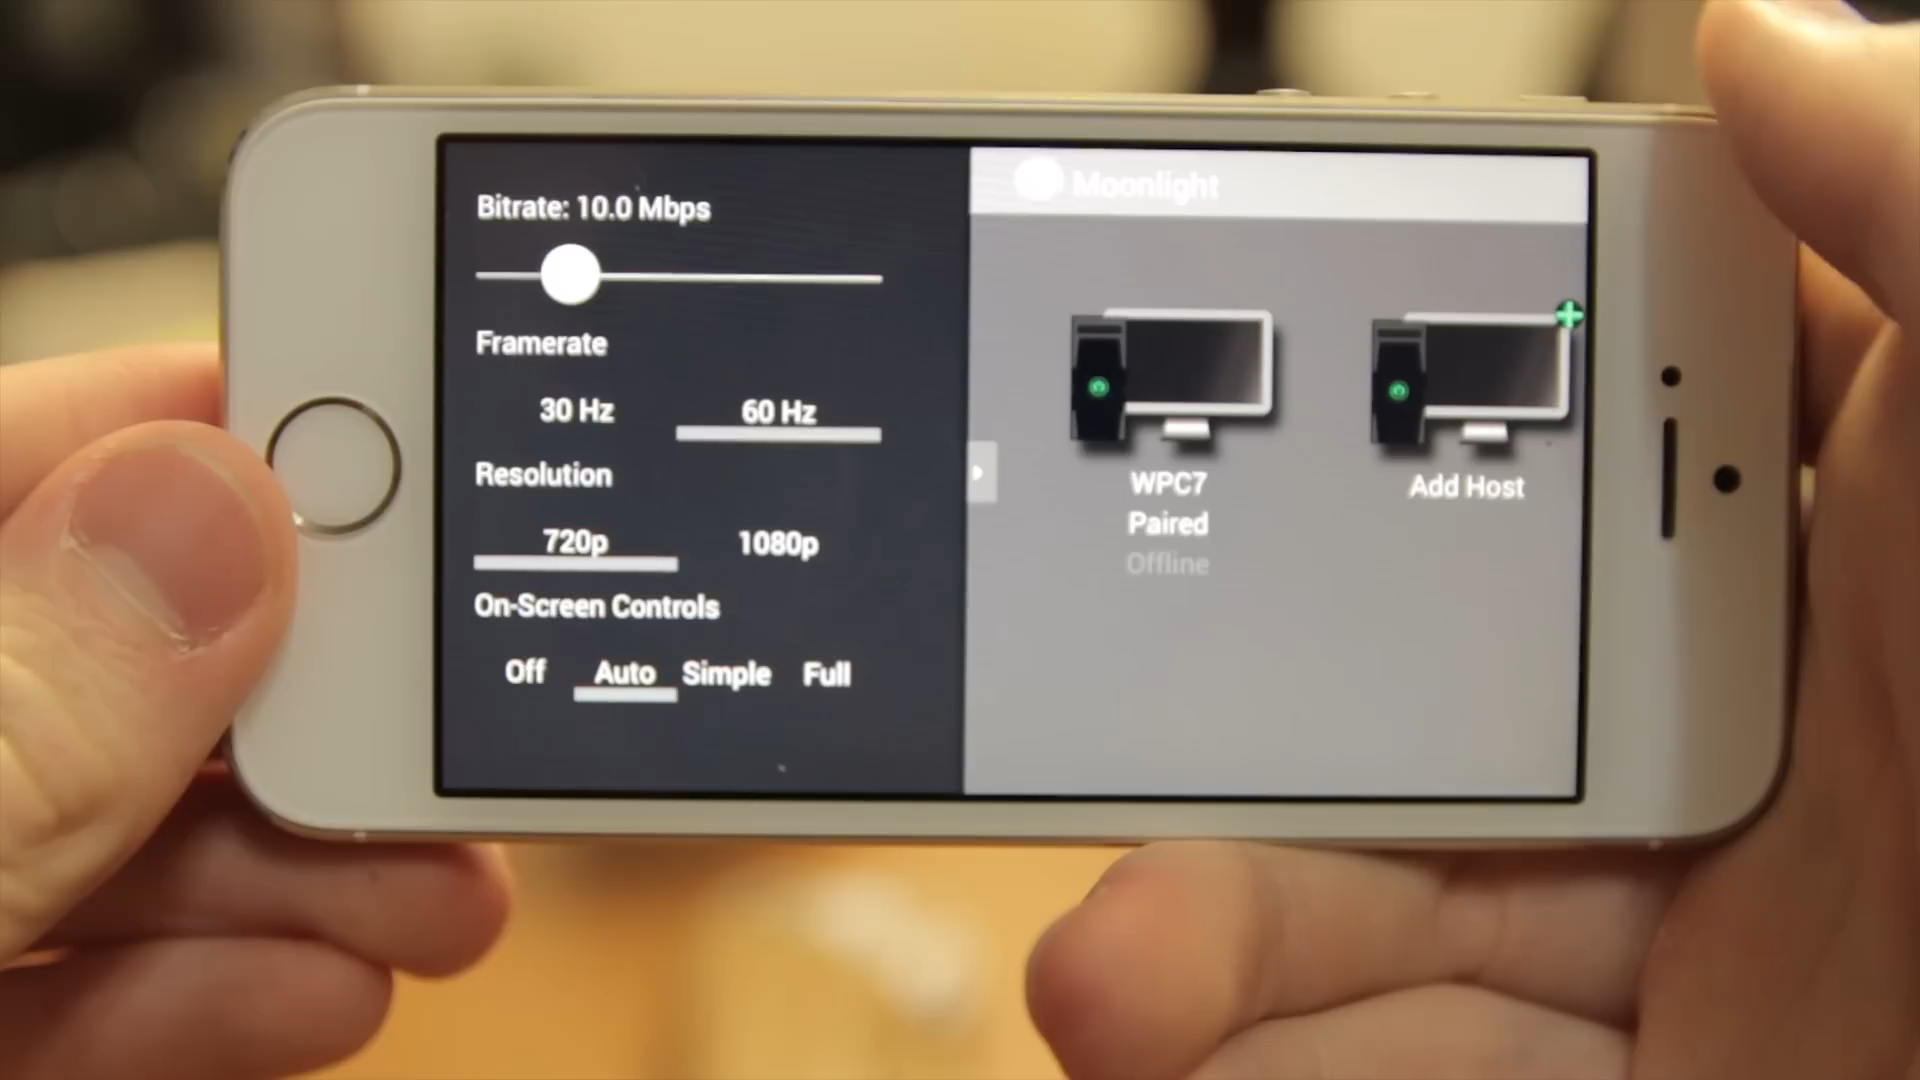 Bitrate: 10.0 Mbps
Framerate
30 Hz 60 Hz
Resolution
720p 1080p
On-Screen Controls
Off Auto Simple Full
Moonlight
WPC7
Paired
Offline
Add Host